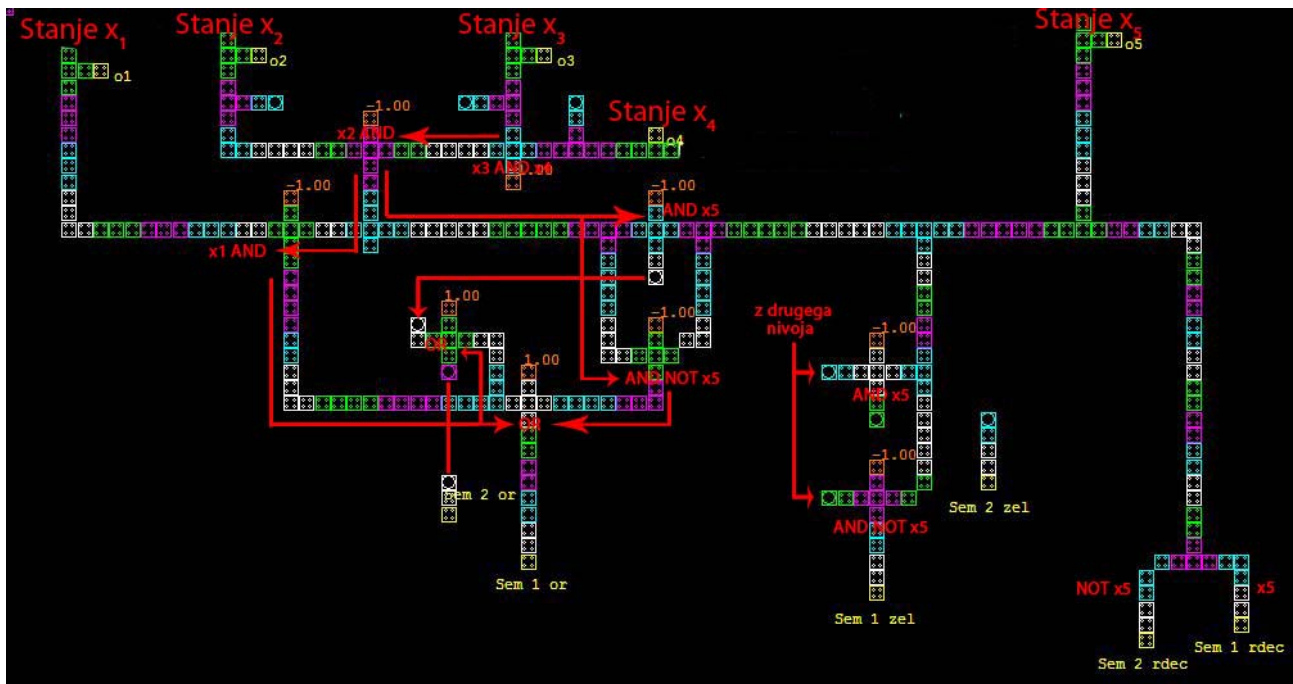 Stanje x1
Stanje x2
Stanje x3
Stanje x5
o1
o2
o3
o5
Stanje x4
o4
-1.00
x2 AND
x3 AND x4
-1.00
-1.00
-1.00
AND x5
x1 AND
1.00
OR
-1.00
AND NOT x5
1.00
OR
z drugega
nivoja
-1.00
AND x5
-1.00
AND NOT x5
Sem 2 or
Sem 1 or
Sem 2 zel
Sem 1 zel
NOT x5
x5
Sem 2 rdec
Sem 1 rdec